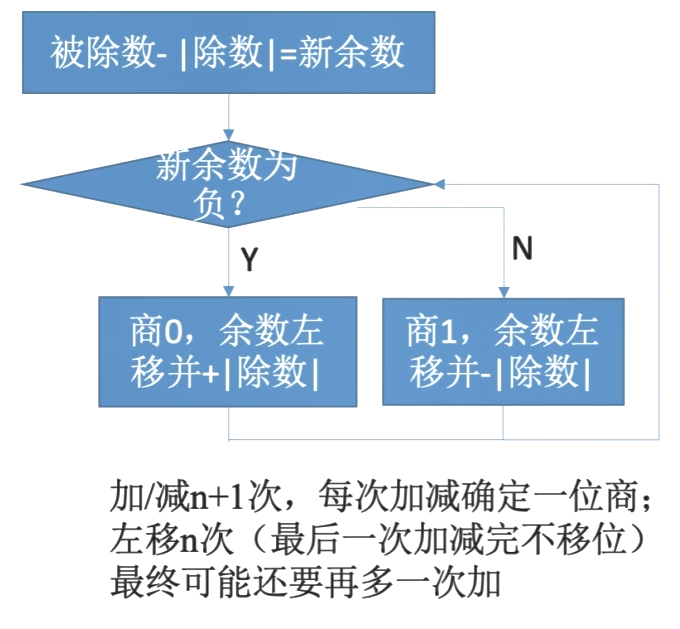 被除数- |除数|=新余数
新余数为
负？
Y
N
商0，余数左
移并+|除数|
商1，余数左
移并-|除数|
加/减n+1次，每次加减确定一位商；
左移n次（最后一次加减完不移位）
最终可能还要再多一次加